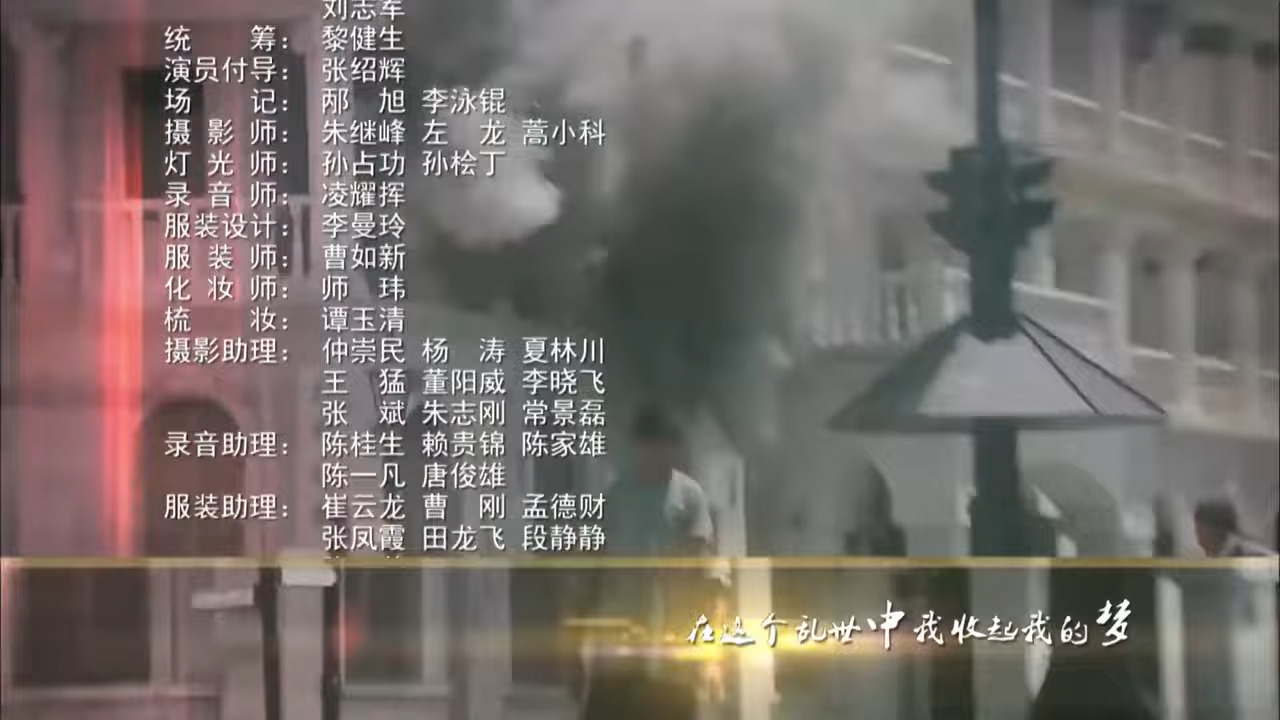 刘志军
统 筹： 黎健生
演员付导： 张绍辉
场 记： 邴 旭 李泳锟
摄 影 师： 朱继峰 左 龙 蒿小科
灯 光 师： 孙占功 孙桧丁
录 音 师： 凌耀挥
服装设计： 李曼玲
服 装 师： 曹如新
化 妆 师： 师 玮
梳 妆： 谭玉清
摄影助理： 仲崇民 杨 涛 夏林川
王 猛 董阳威 李晓飞
张 斌 朱志刚 常景磊
录音助理： 陈桂生 赖贵锦 陈家雄
陈一凡 唐俊雄
服装助理： 崔云龙 曹 刚 孟德财
张凤霞 田龙飞 段静静
在这个乱世中我收起我的梦